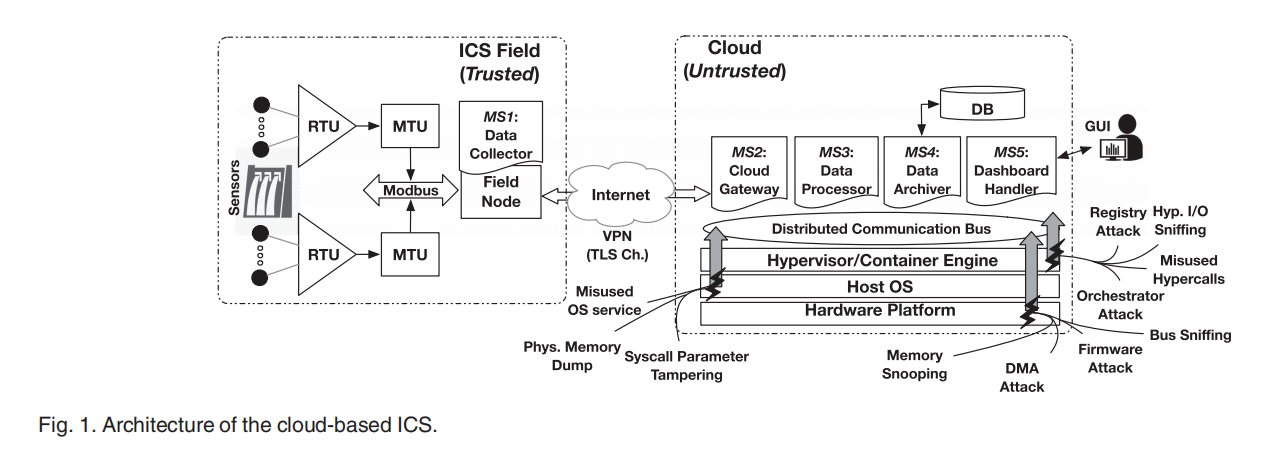 ICS Field
(Trusted)
Sensors
RTU
MTU
MS1:
Data
Collector
Field
Node
Modbus
RTU
MTU
Internet
VPN
(TLS Ch.)
Cloud
(Untrusted)
DB
GUI
MS2:
Cloud
Gateway
MS3:
Data
Processor
MS4:
Data
Archiver
MS5:
Dashboard
Handler
Distributed Communication Bus
Hypervisor/Container Engine
Host OS
Hardware Platform
Misused
OS service
Phys. Memory
Dump
Syscall Parameter
Tampering
Memory
Snooping
DMA
Attack
Firmware
Attack
Bus Sniffing
Orchestrator
Attack
Misused
Hypercalls
Registry
Attack
Hyp. I/O
Sniffing
Fig. 1. Architecture of the cloud-based ICS.